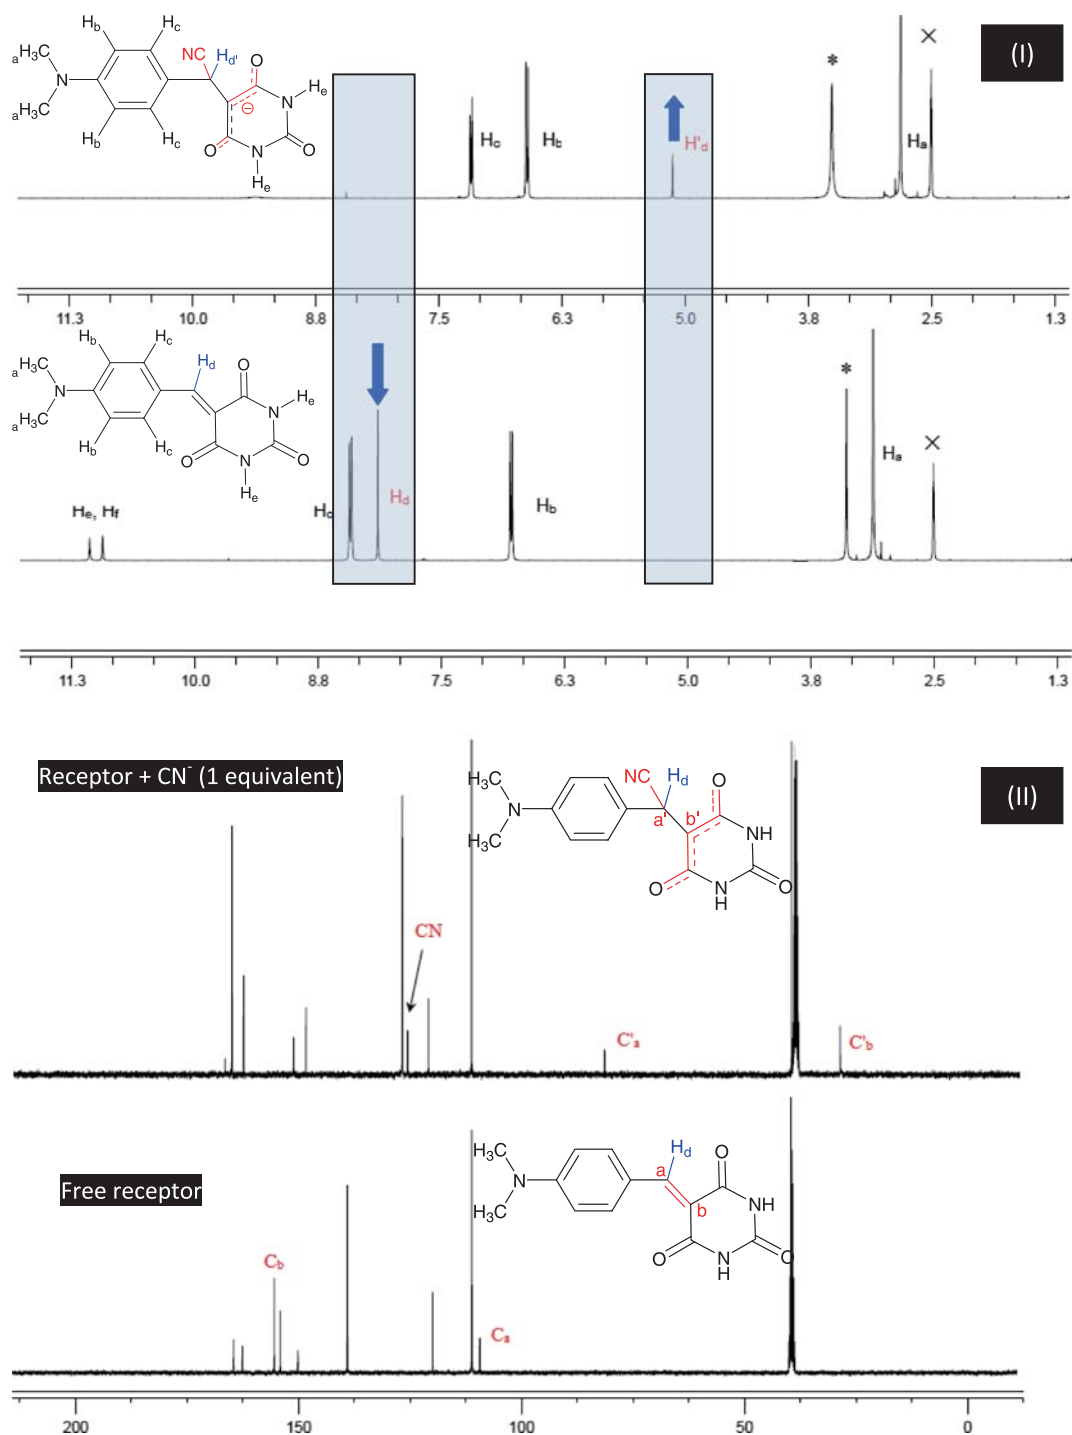 Hb Hc
aH3C NC Hd' O (I)
N N He
aH3C ⊖
Hb Hc O N O
He
* ×
Hc Hb H'd Ha
11.3 10.0 8.8 7.5 6.3 5.0 3.8 2.5 1.3
Hb Hc
aH3C Hd O
N N He
aH3C
Hb Hc O N O
He
* ×
He, Hf Hc Hd Hb Ha
11.3 10.0 8.8 7.5 6.3 5.0 3.8 2.5 1.3
Receptor + CN- (1 equivalent) (II)
H3C NC Hd O
N a' b' NH
H3C
O N O
H
CN
C'a C'b
H3C Hd O
N a NH
H3C b
O N O
H
Free receptor
Cb
Ca
200 150 100 50 0